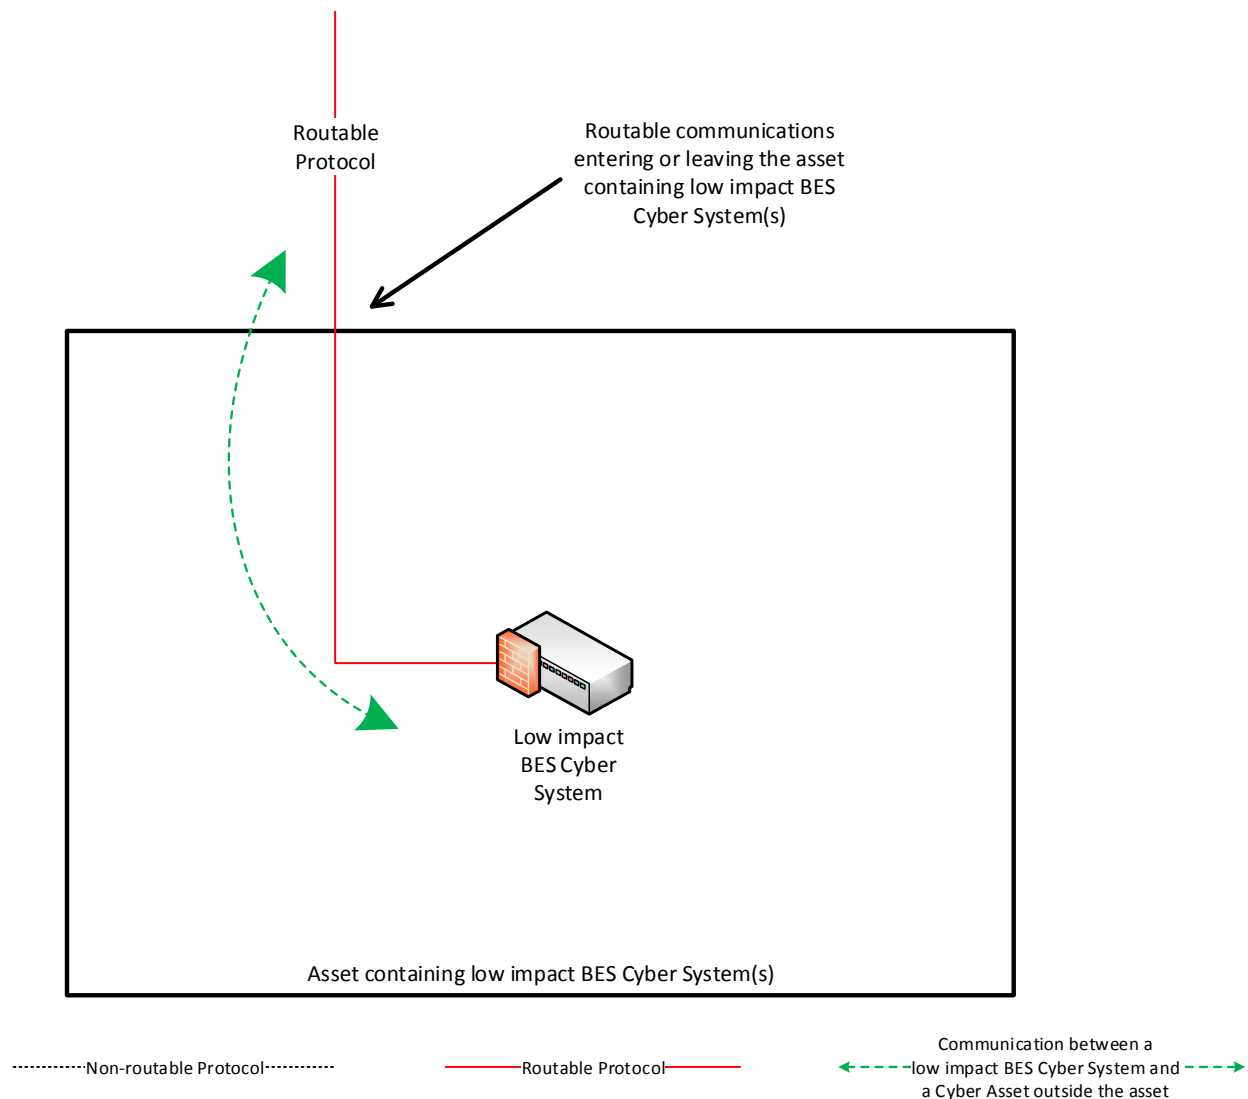 Routable
Protocol
Routable communications
entering or leaving the asset
containing low impact BES
Cyber System(s)
Low impact
BES Cyber
System
Asset containing low impact BES Cyber System(s)
Non-routable Protocol
Routable Protocol
Communication between a
low impact BES Cyber System and
a Cyber Asset outside the asset